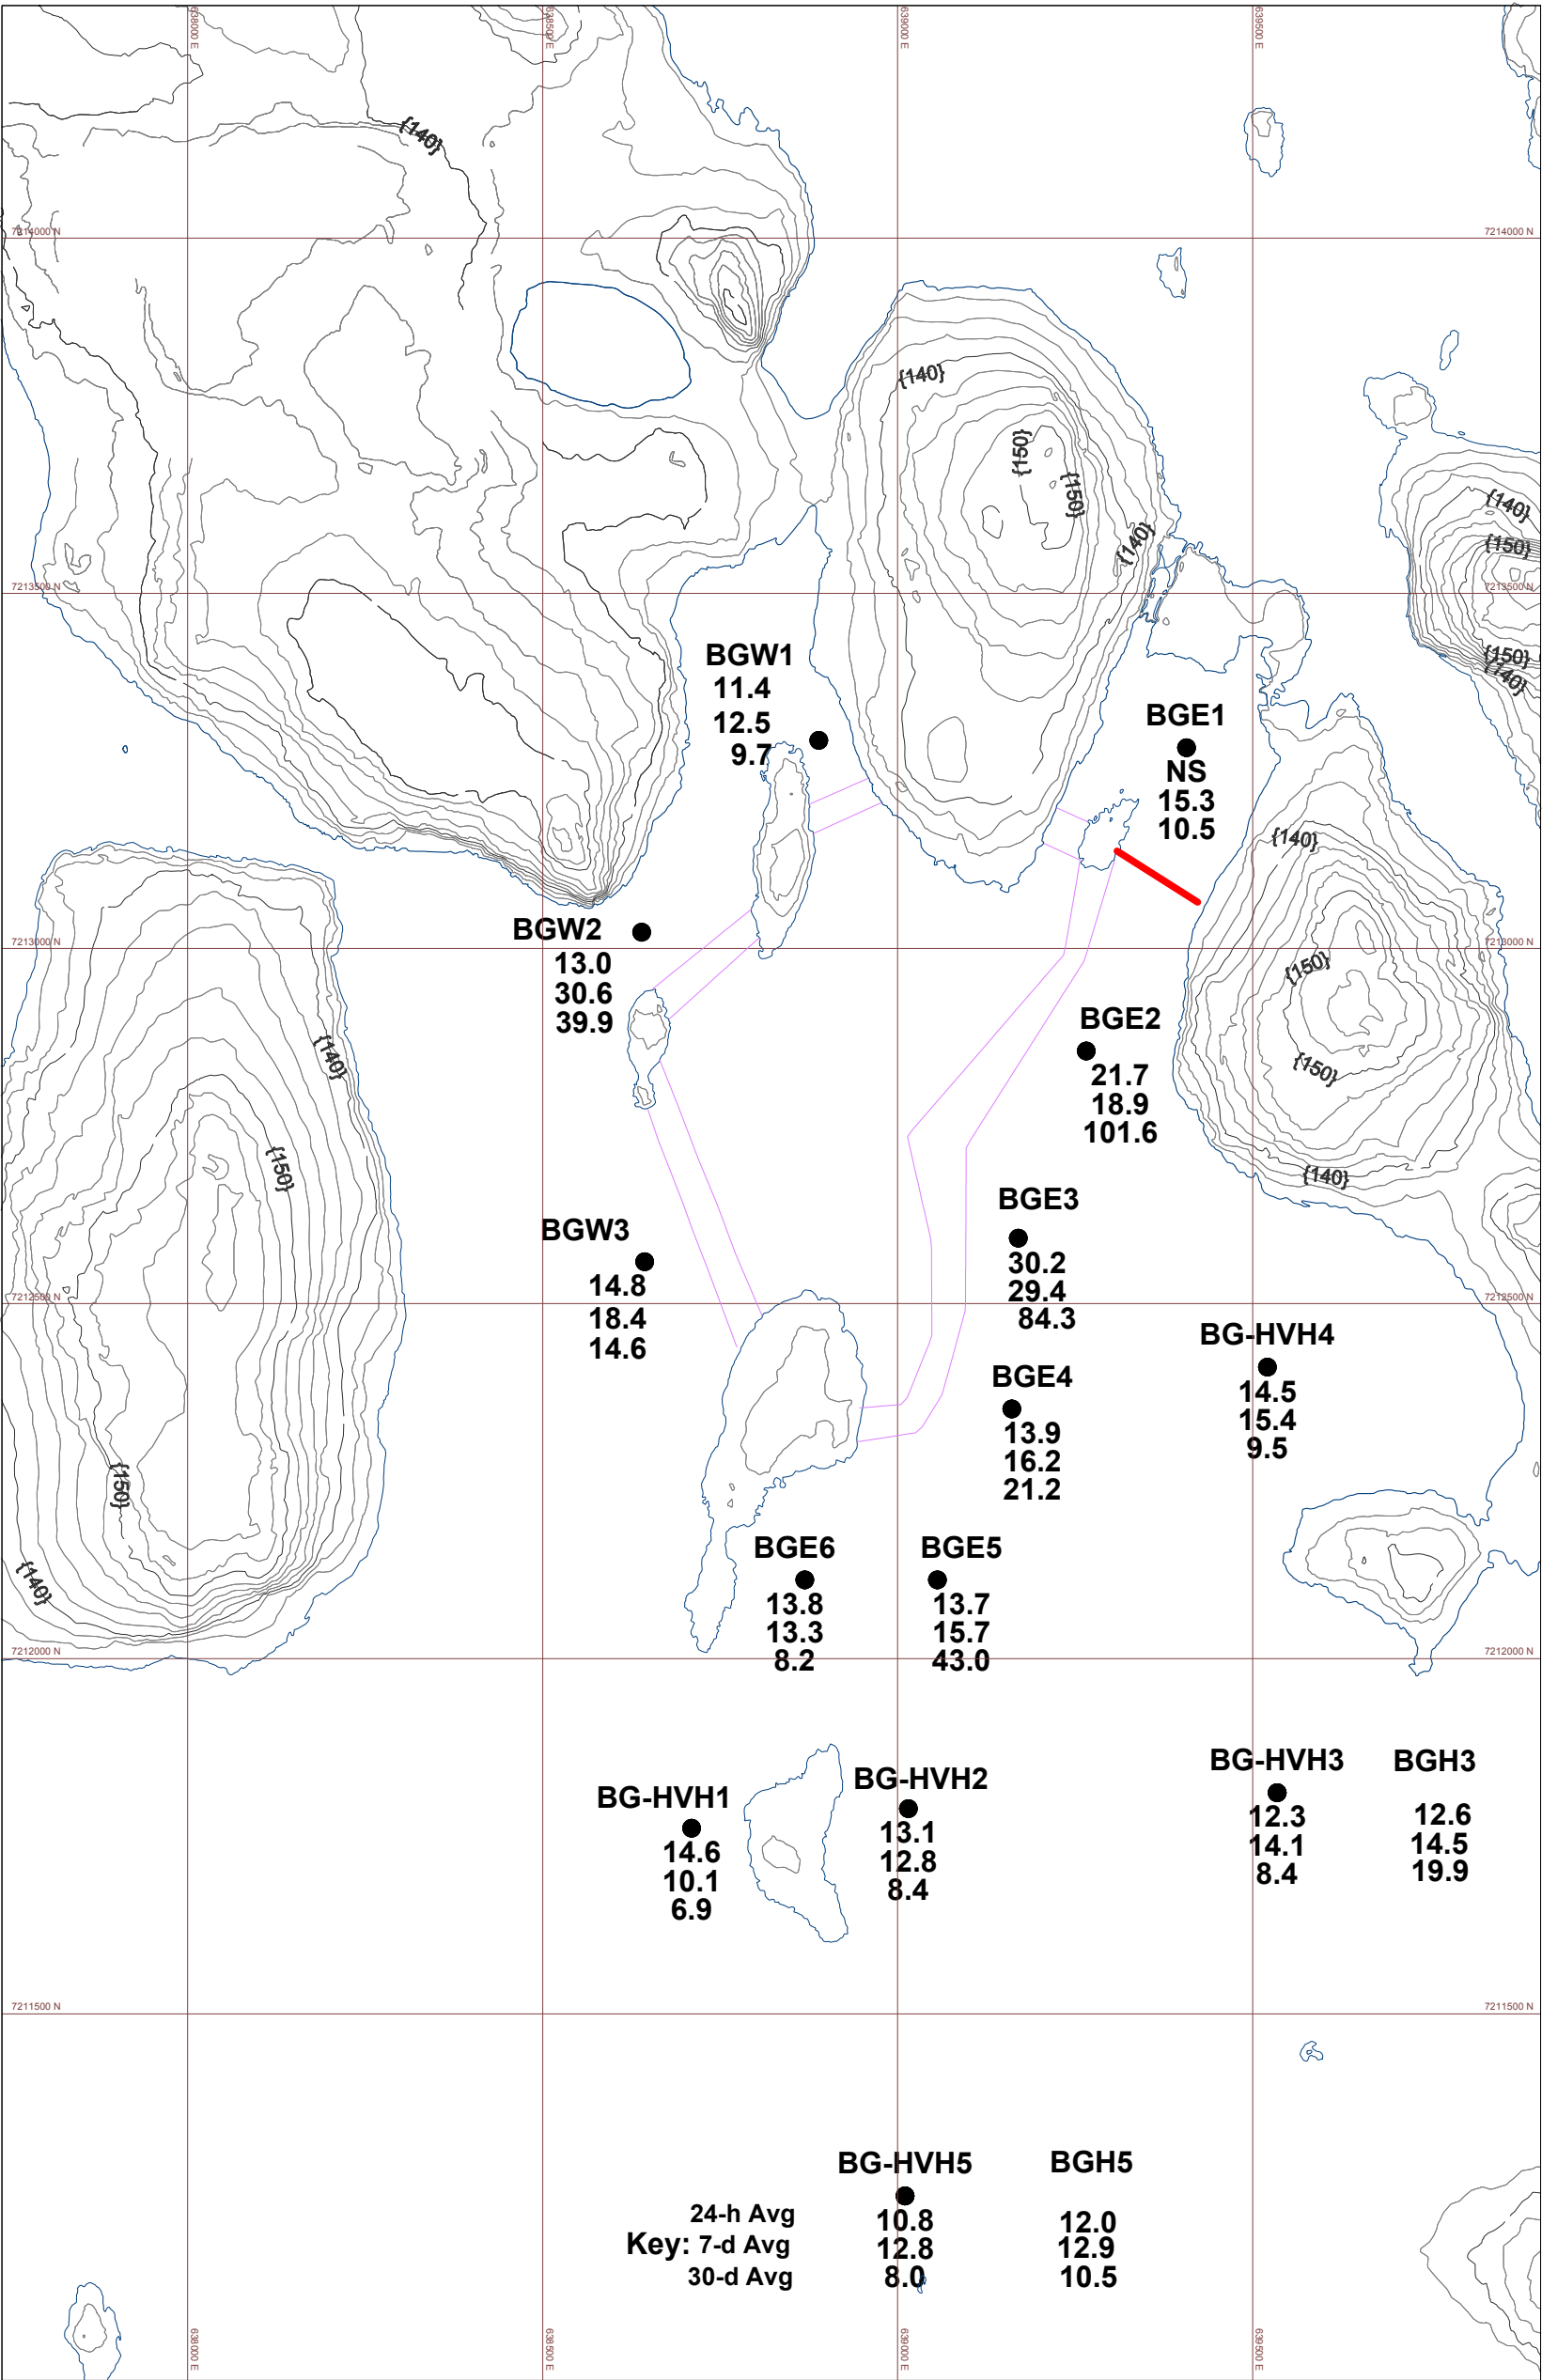 638000 E
638500 E
639000 E
639500 E
{140}
7214000 N
7214000 N
{140}
{150}
{150}
{140}
{140}
{150}
7213500 N
7213500 N
{150}
{140}
BGW1
11.4
12.5
9.7
BGE1
NS
15.3
10.5
{140}
BGW2
13.0
30.6
39.9
7213000 N
7213000 N
{150}
{140}
{150}
BGE2
21.7
18.9
101.6
{150}
{140}
BGE3
30.2
29.4
84.3
BGW3
14.8
18.4
14.6
7212500 N
7212500 N
BG-HVH4
14.5
15.4
9.5
BGE4
13.9
16.2
21.2
{150}
{140}
BGE6
13.8
13.3
8.2
BGE5
13.7
15.7
43.0
7212000 N
7212000 N
BG-HVH1
14.6
10.1
6.9
BG-HVH2
13.1
12.8
8.4
BG-HVH3
12.3
14.1
8.4
BGH3
12.6
14.5
19.9
7211500 N
7211500 N
BG-HVH5
10.8
12.8
8.0
BGH5
12.0
12.9
10.5
24-h Avg
Key: 7-d Avg
30-d Avg
638000 E
638500 E
639000 E
639500 E